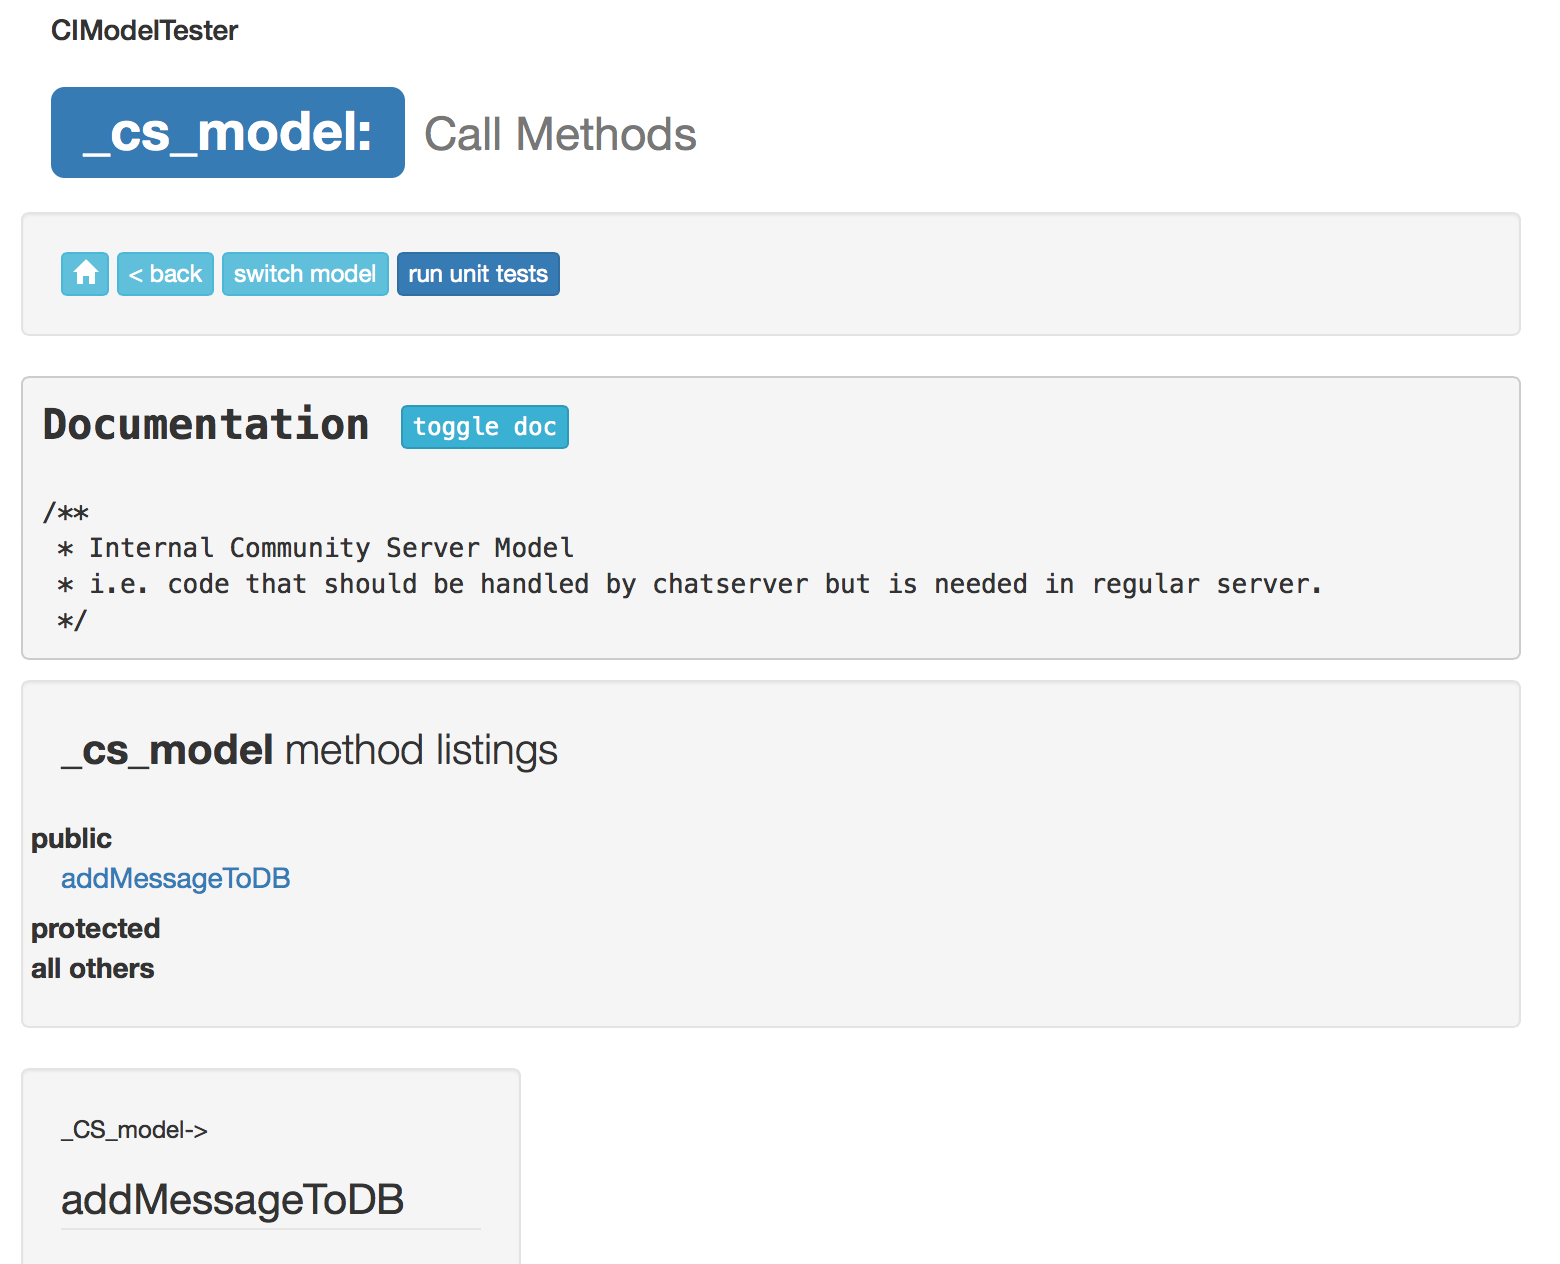 CIModelTester
_cs_model: Call Methods
< back switch model run unit tests
Documentation toggle doc
/**
 * Internal Community Server Model
 * i.e. code that should be handled by chatserver but is needed in regular server.
 */
_cs_model method listings
public
addMessageToDB
protected
all others
_CS_model->
addMessageToDB